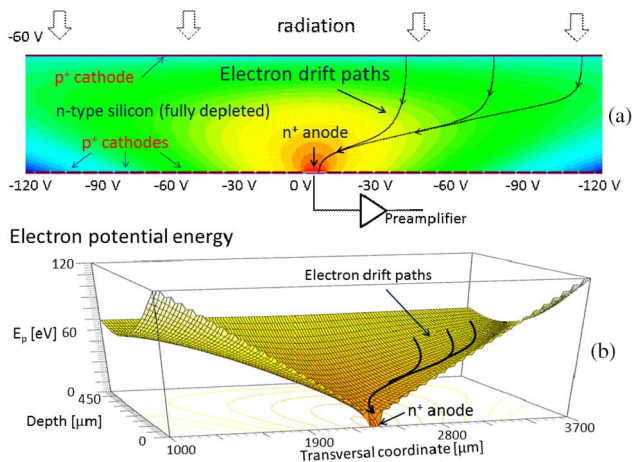 radiation
-60 V
p+ cathode
Electron drift paths
n-type silicon (fully depleted)
n+ anode
(a)
p+ cathodes
-120 V -90 V -60 V -30 V 0 V -30 V -60 V -90 V -120 V
Preamplifier
Electron potential energy
120
Electron drift paths
Ep [eV] 60
(b)
0
450
n+ anode
Depth [μm]
3700
0
2800
1000
1900
Transversal coordinate [μm]